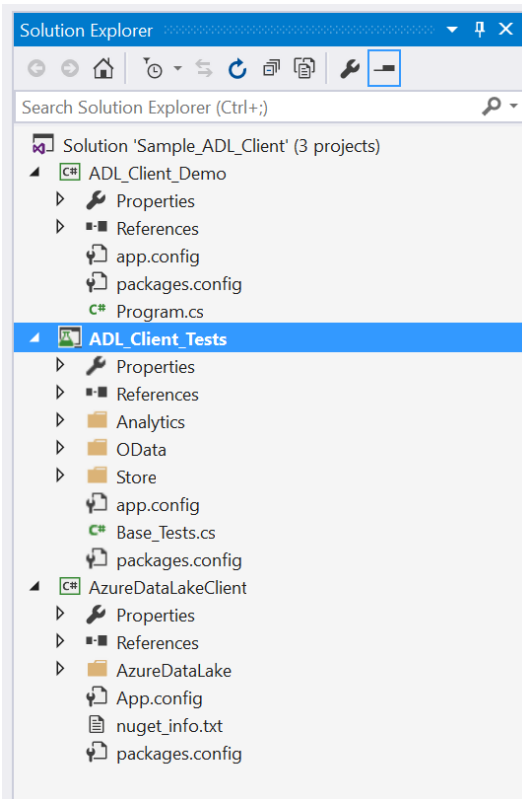 Solution Explorer
Search Solution Explorer (Ctrl+;)
Solution 'Sample_ADL_Client' (3 projects)
C# ADL_Client_Demo
Properties
References
app.config
packages.config
C# Program.cs
ADL_Client_Tests
Properties
References
Analytics
OData
Store
app.config
C# Base_Tests.cs
packages.config
C# AzureDataLakeClient
Properties
References
AzureDataLake
App.config
nuget_info.txt
packages.config